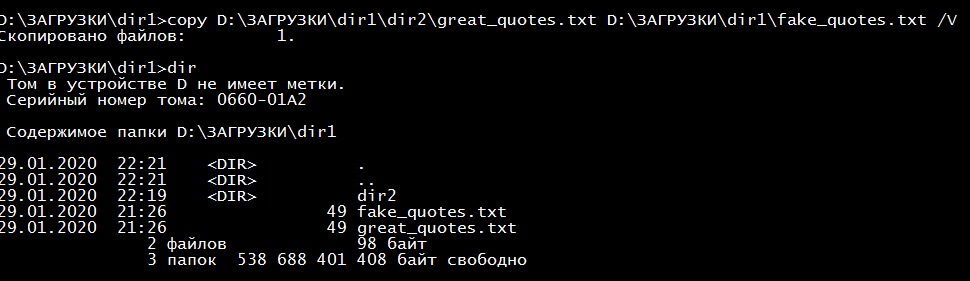 D:\ЗАГРУЗКИ\dir1>copy D:\ЗАГРУЗКИ\dir1\dir2\great_quotes.txt D:\ЗАГРУЗКИ\dir1\fake_quotes.txt /V
Скопировано файлов:         1.
D:\ЗАГРУЗКИ\dir1>dir
Том в устройстве D не имеет метки.
Серийный номер тома: 0660-01A2
Содержимое папки D:\ЗАГРУЗКИ\dir1
29.01.2020  22:21    <DIR>          .
29.01.2020  22:21    <DIR>          ..
29.01.2020  22:19    <DIR>          dir2
29.01.2020  21:26                49 fake_quotes.txt
29.01.2020  21:26                49 great_quotes.txt
2 файлов             98 байт
3 папок  538 688 401 408 байт свободно